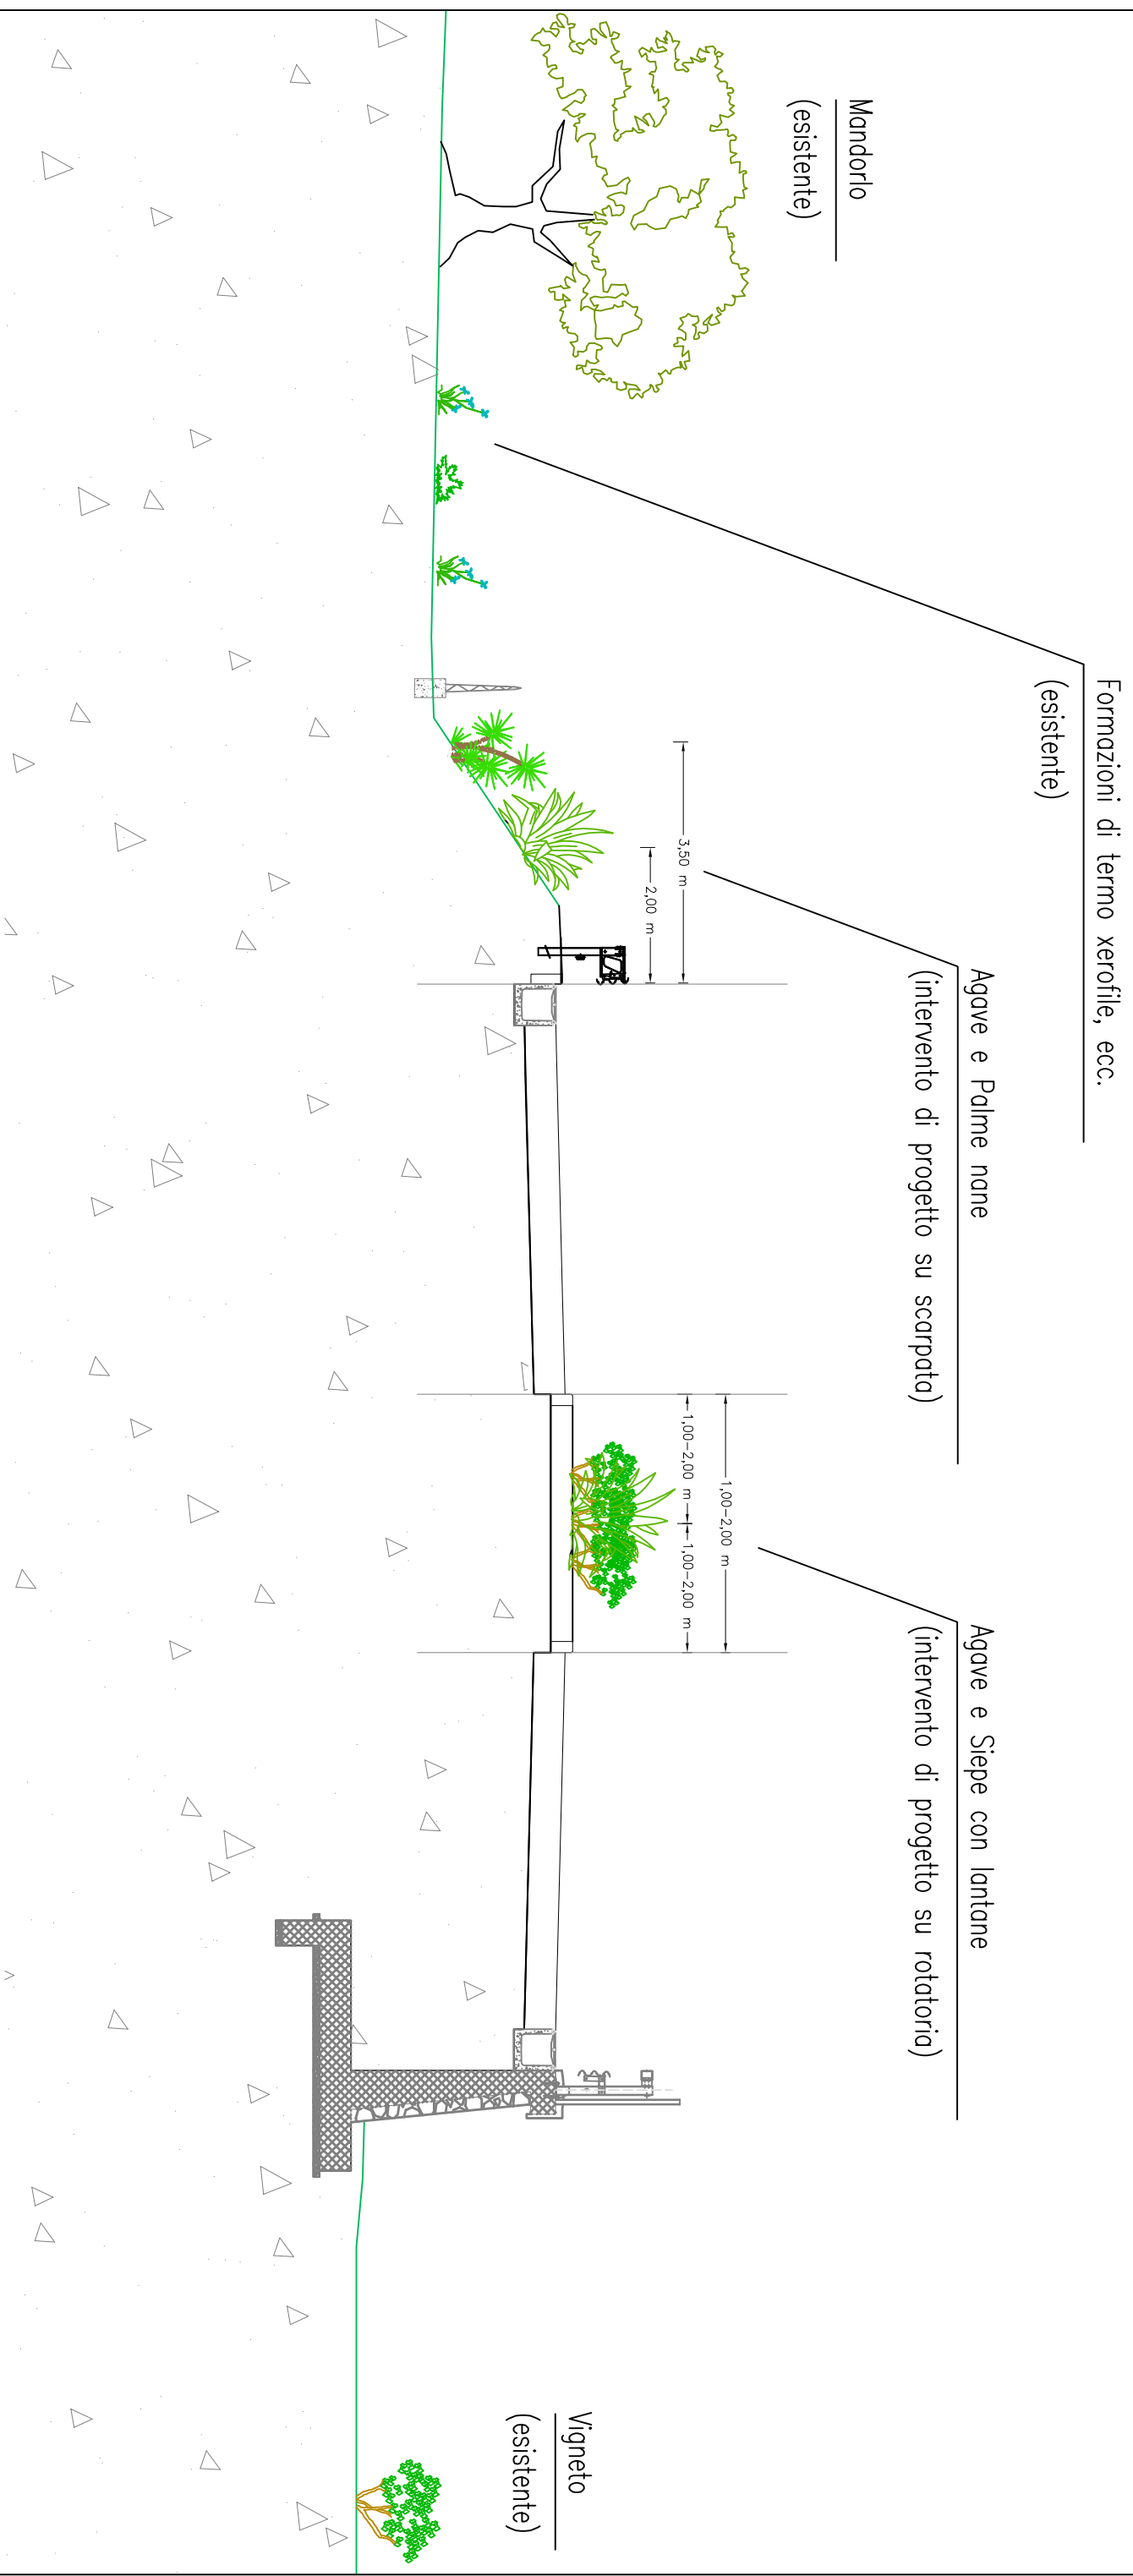 Mandorlo
(esistente)
Formazioni di termo xerofile, ecc.
(esistente)
Agave e Palme nane
(intervento di progetto su scarpata)
3,50 m
2,00 m
Agave e Siepe con lantane
(intervento di progetto su rotatoria)
1,00-2,00 m
1,00-2,00 m
1,00-2,00 m
Vigneto
(esistente)